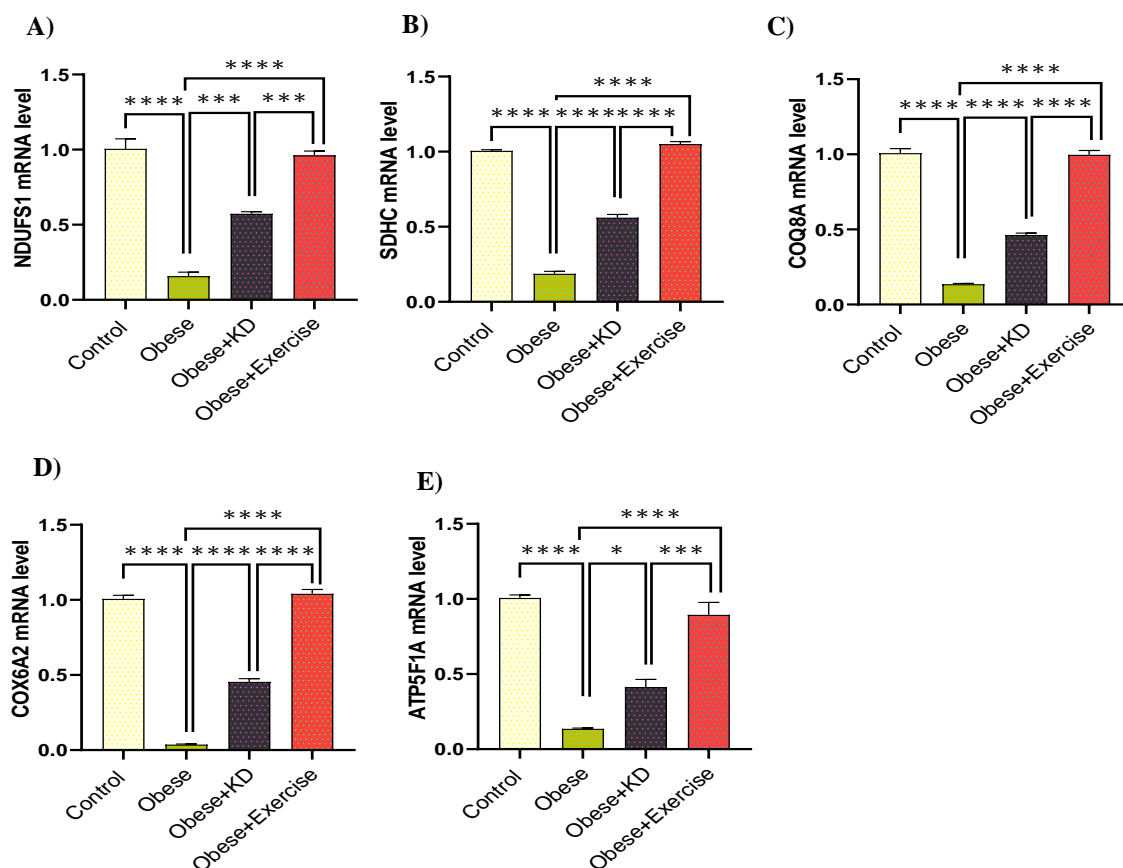 A)
NDUFS1 mRNA level
1.5
1.0
0.5
0.0
****
**** *** ***
Control
Obese
Obese+KD
Obese+Exercise
B)
SDHC mRNA level
1.5
1.0
0.5
0.0
****
************
Control
Obese
Obese+KD
Obese+Exercise
C)
COQ8A mRNA level
1.5
1.0
0.5
0.0
****
**** **** ****
Control
Obese
Obese+KD
Obese+Exercise
D)
COX6A2 mRNA level
1.5
1.0
0.5
0.0
****
**** ********
Control
Obese
Obese+KD
Obese+Exercise
E)
ATP5F1A mRNA level
1.5
1.0
0.5
0.0
****
**** * ***
Control
Obese
Obese+KD
Obese+Exercise